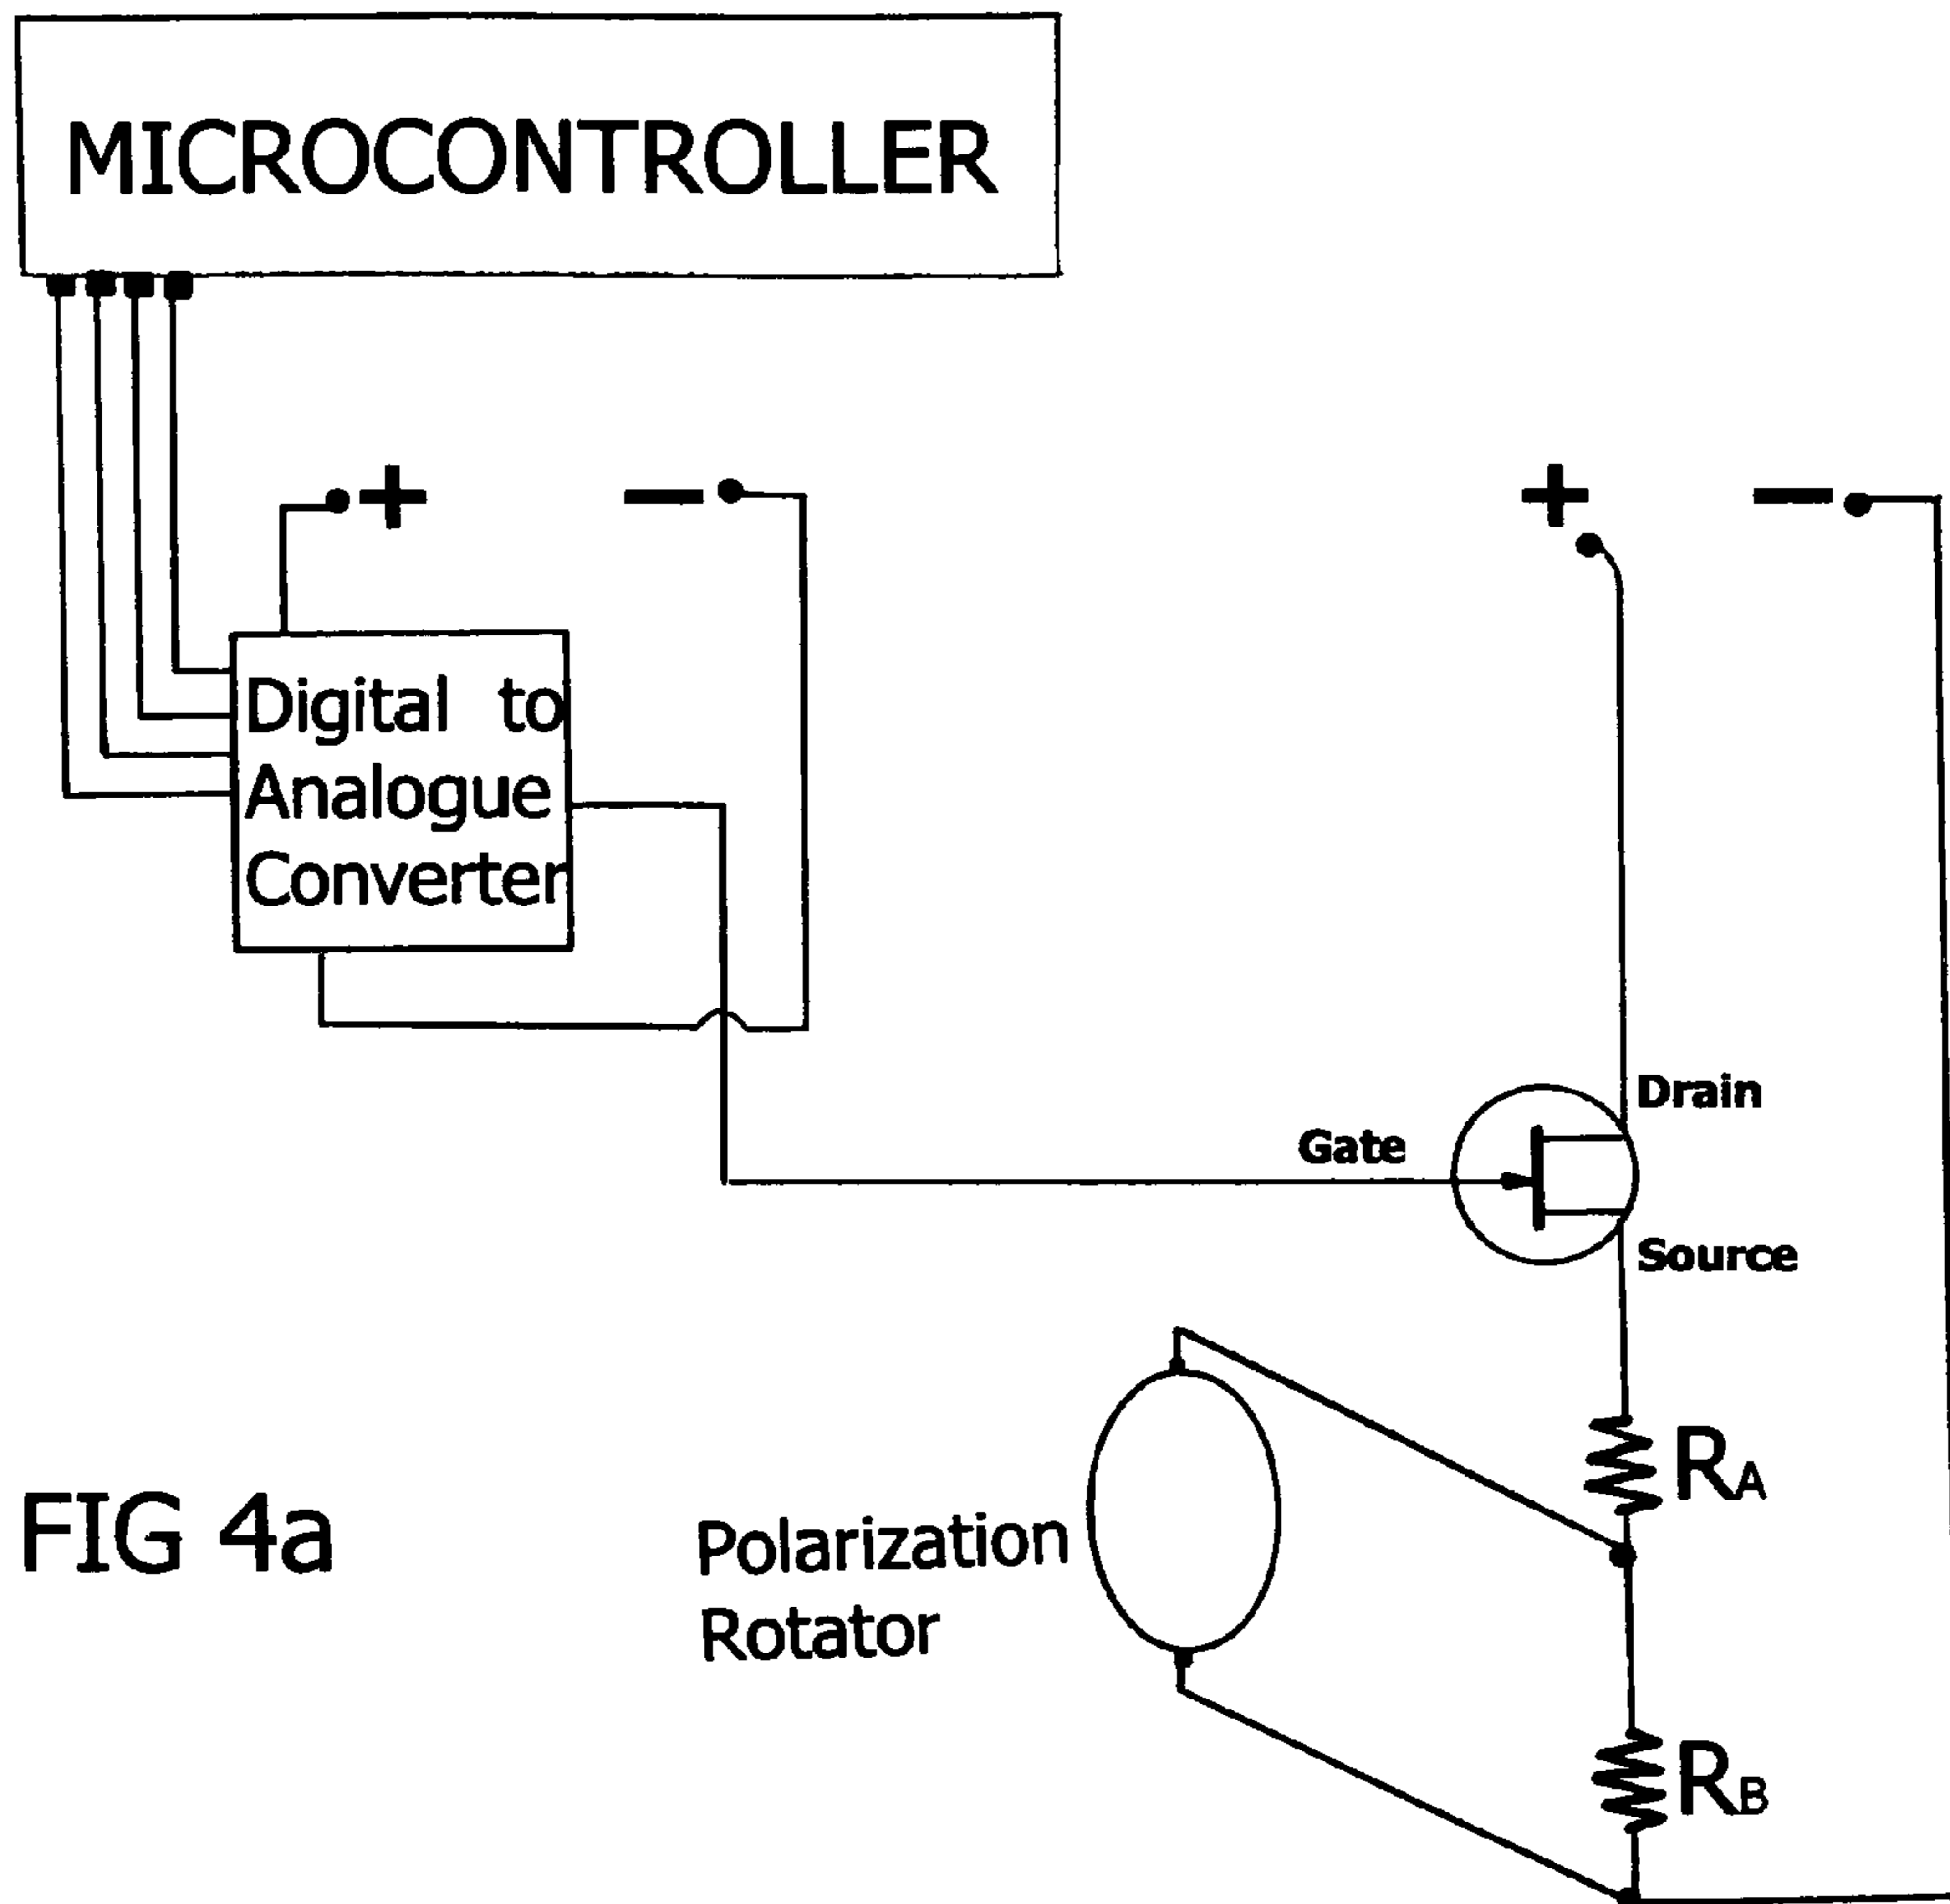 MICROCONTROLLER
+ —
+ —
Digital to
Analogue
Converter
Drain
Gate
Source
RA
FIG 4a
Polarization
Rotator
RB